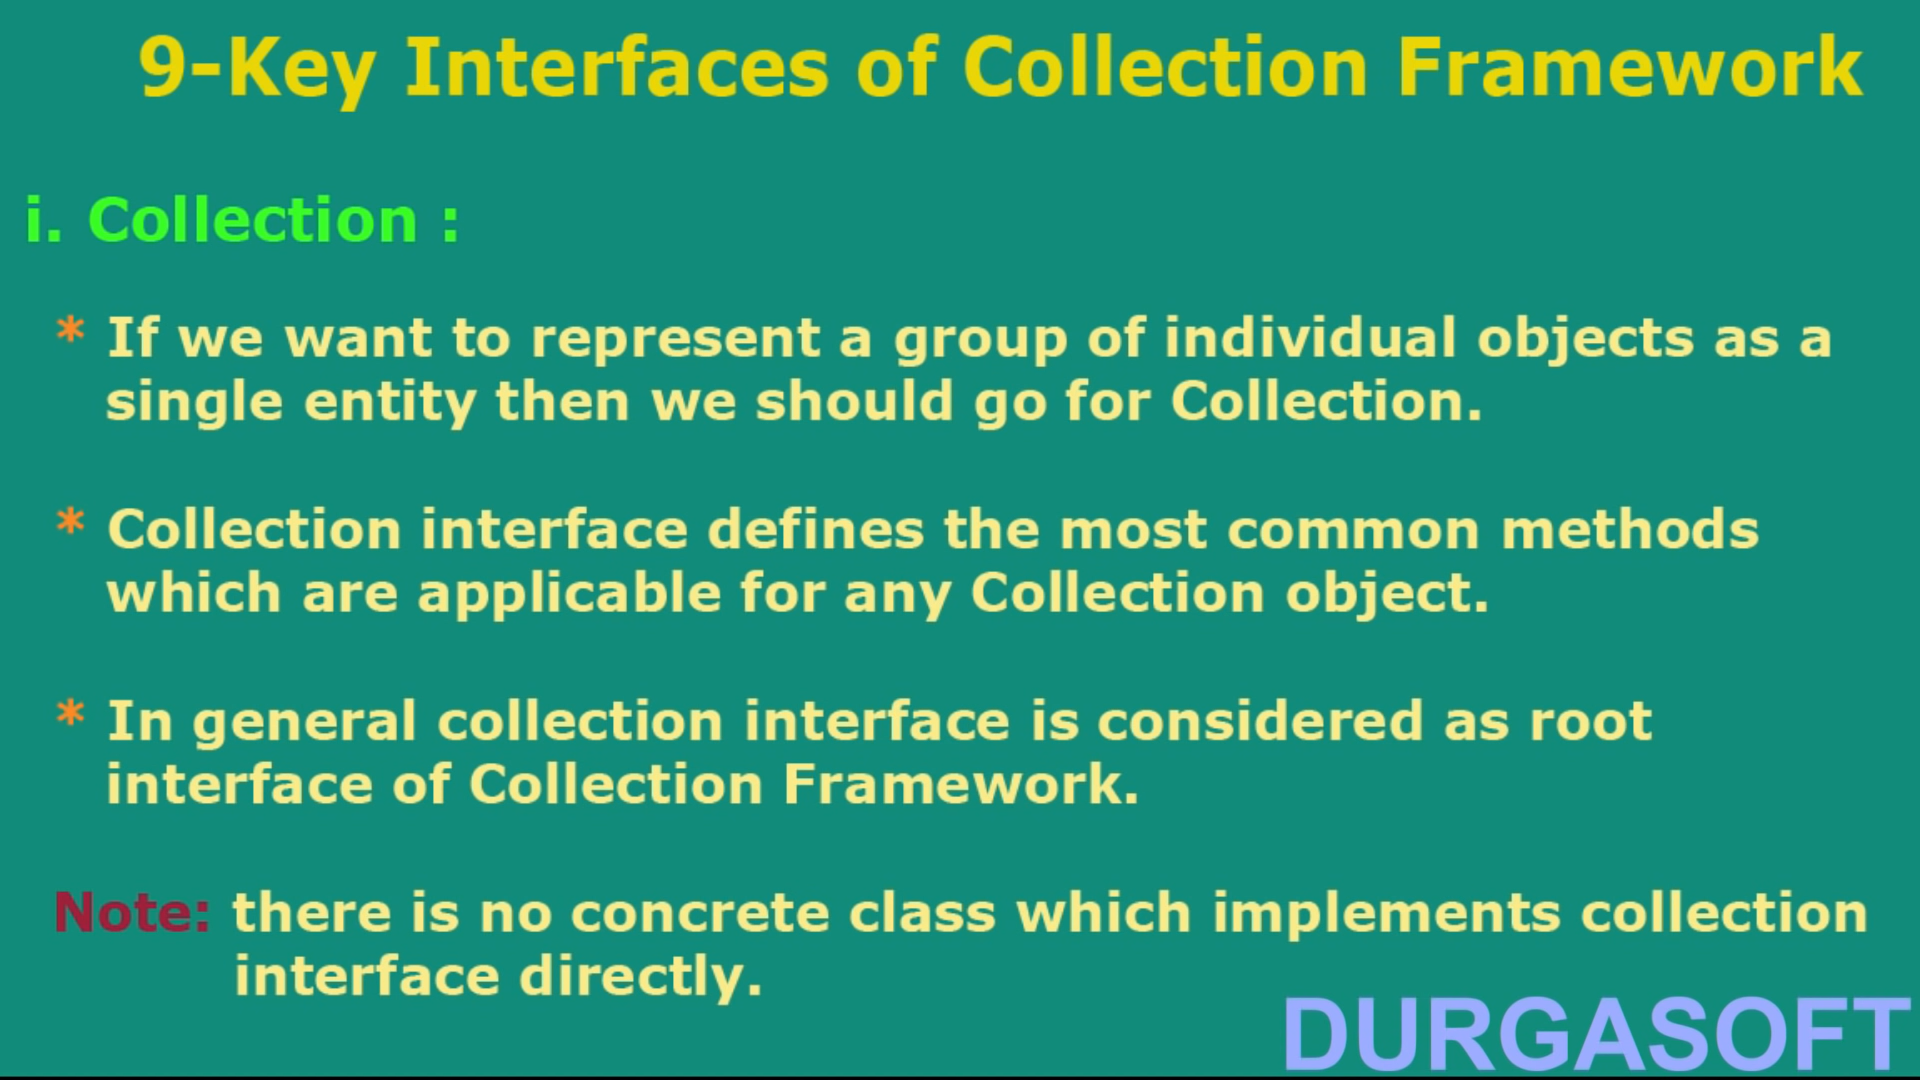 9-Key Interfaces of Collection Framework
i. Collection :
* If we want to represent a group of individual objects as a
single entity then we should go for Collection.
* Collection interface defines the most common methods
which are applicable for any Collection object.
* In general collection interface is considered as root
interface of Collection Framework.
Note: there is no concrete class which implements collection
interface directly.
DURGASOFT